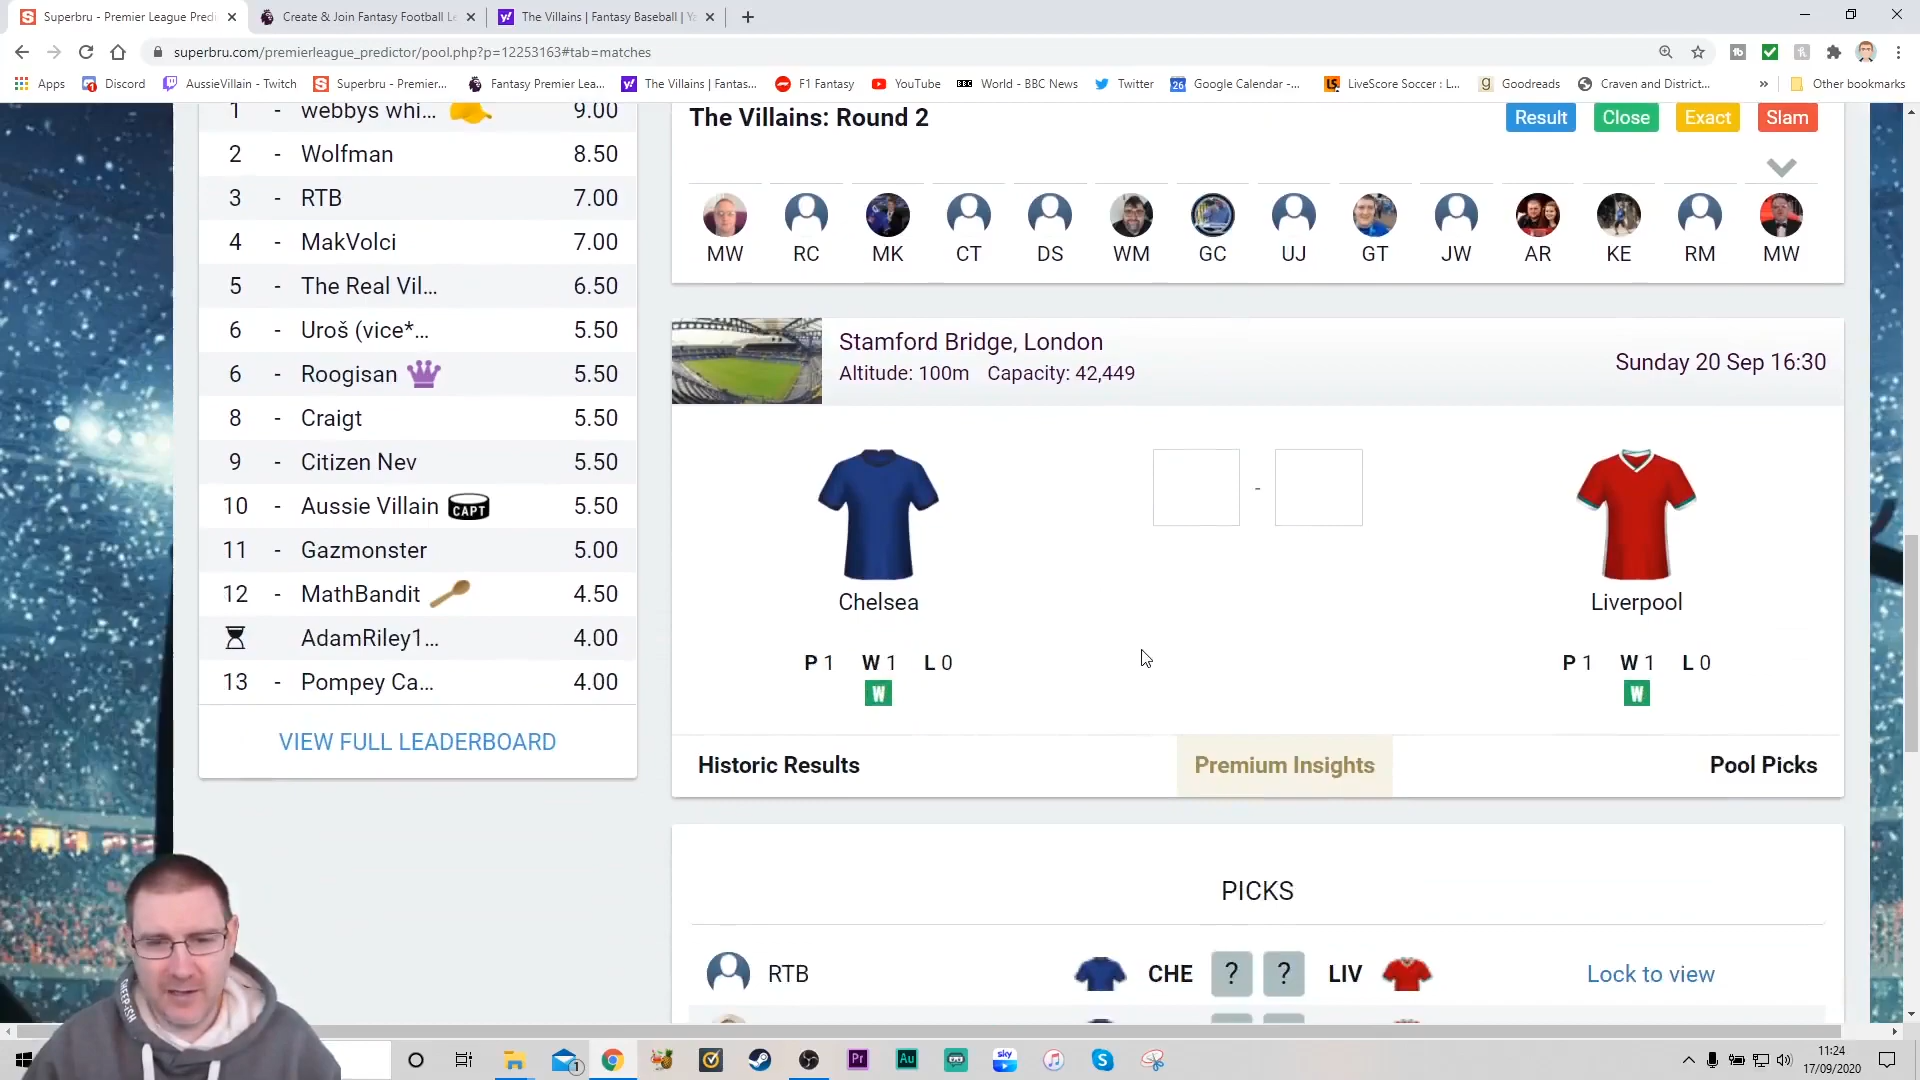 Superbru - Premier League Predi
Create & Join Fantasy Football Le
The Villains | Fantasy Baseball | Ya
superbru.com/premierleague_predictor/pool.php?p=12253163#tab=matches
Apps
Discord
AussieVillain - Twitch
Superbru - Premier...
Fantasy Premier Lea...
The Villains | Fantas...
F1 Fantasy
YouTube
World - BBC News
Twitter
Google Calendar -...
LiveScore Soccer : L...
Goodreads
Craven and District...
»
Other bookmarks
1 - webbys whi... 9.00
2 - Wolfman 8.50
3 - RTB 7.00
4 - MakVolci 7.00
5 - The Real Vil... 6.50
6 - Uroš (vice*... 5.50
6 - Roogisan 5.50
8 - Craigt 5.50
9 - Citizen Nev 5.50
10 - Aussie Villain CAPT 5.50
11 - Gazmonster 5.00
12 - MathBandit 4.50
AdamRiley1... 4.00
13 - Pompey Ca... 4.00
VIEW FULL LEADERBOARD
The Villains: Round 2
Result Close Exact Slam
MW RC MK CT DS WM GC UJ GT JW AR KE RM MW
Stamford Bridge, London
Altitude: 100m Capacity: 42,449
Sunday 20 Sep 16:30
-
Chelsea
Liverpool
P 1 W 1 L 0
W
P 1 W 1 L 0
W
Historic Results
Premium Insights
Pool Picks
PICKS
RTB CHE ? ? LIV Lock to view
SHEEPISH
11:24
17/09/2020